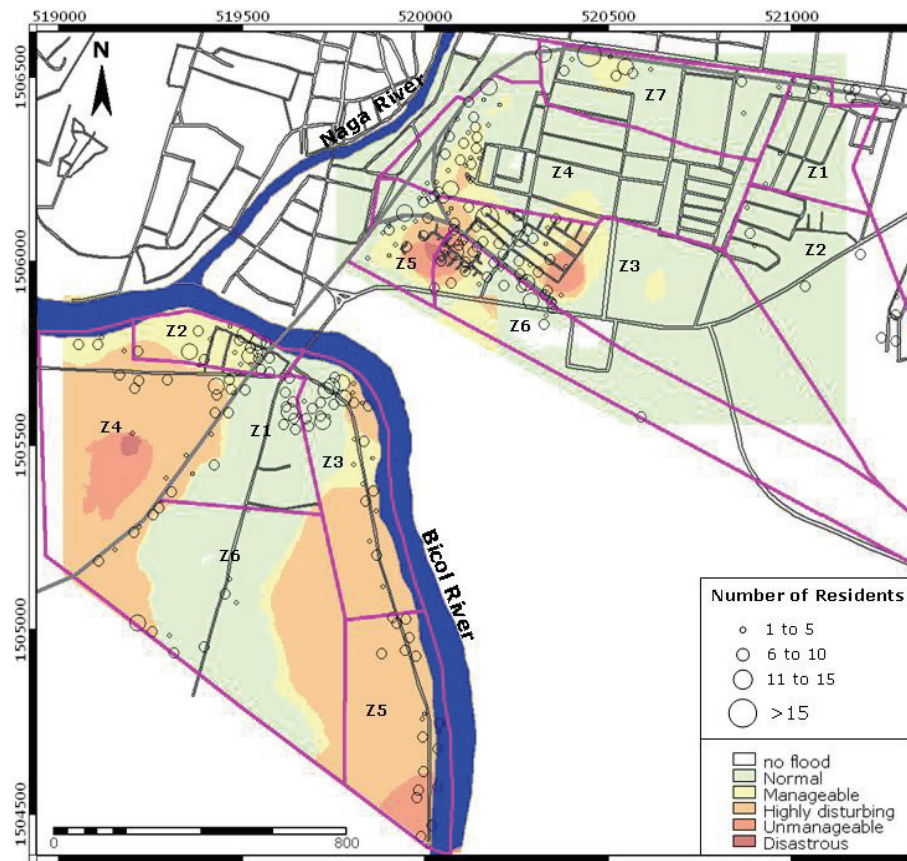 519000
519500
520000
520500
521000
1506500
1506000
1505500
1505000
1504500
N
Naga River
Z7
Z4
Z1
Z2
Z5
Z3
Z6
Z2
Z4
Z1
Z3
Z6
Bicol River
Z5
Number of Residents
1 to 5
6 to 10
11 to 15
>15
no flood
Normal
Manageable
Highly disturbing
Unmanageable
Disastrous
0
800